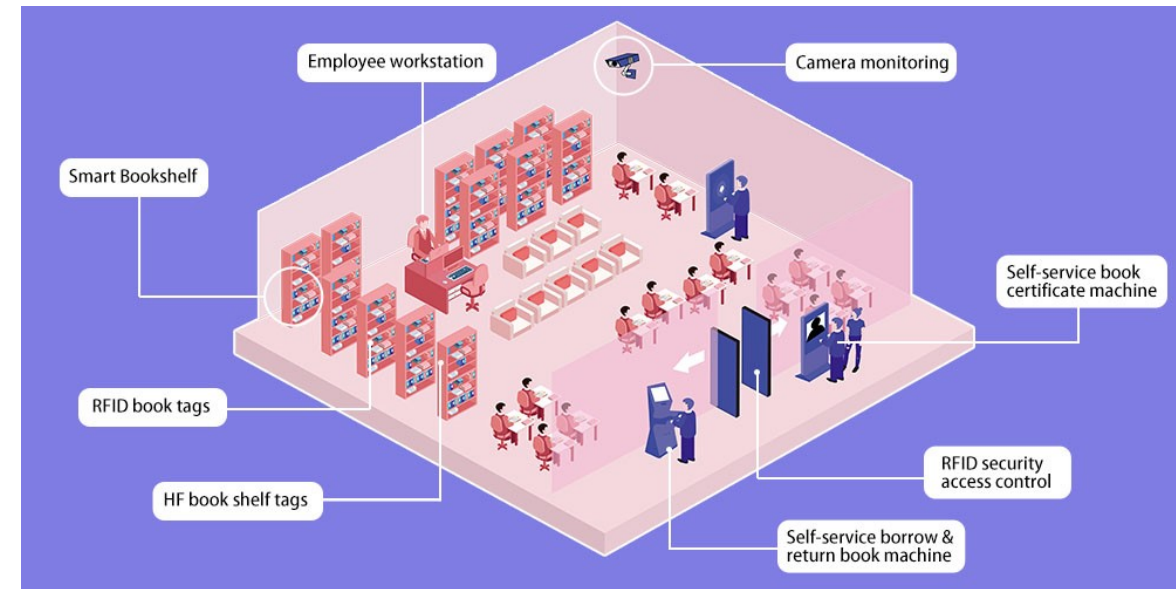 Employee workstation
Camera monitoring
Smart Bookshelf
Self-service book
certificate machine
RFID book tags
RFID security
access control
HF book shelf tags
Self-service borrow &
return book machine